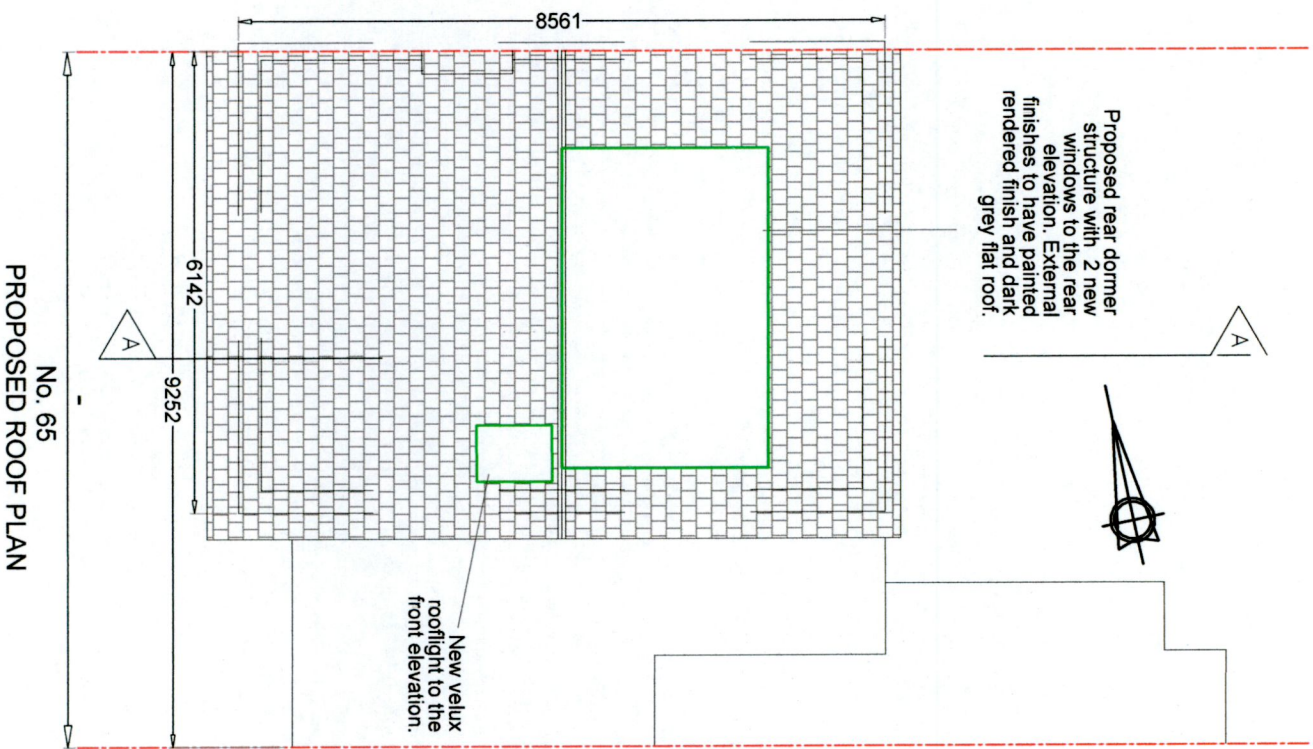 8561
Proposed rear dormer
structure with 2 new
windows to the rear
elevation. External
finishes to have painted
rendered finish and dark
grey flat roof.
A
6142
A
9252
New velux
rooflight to the
front elevation.
-
No. 65
PROPOSED ROOF PLAN